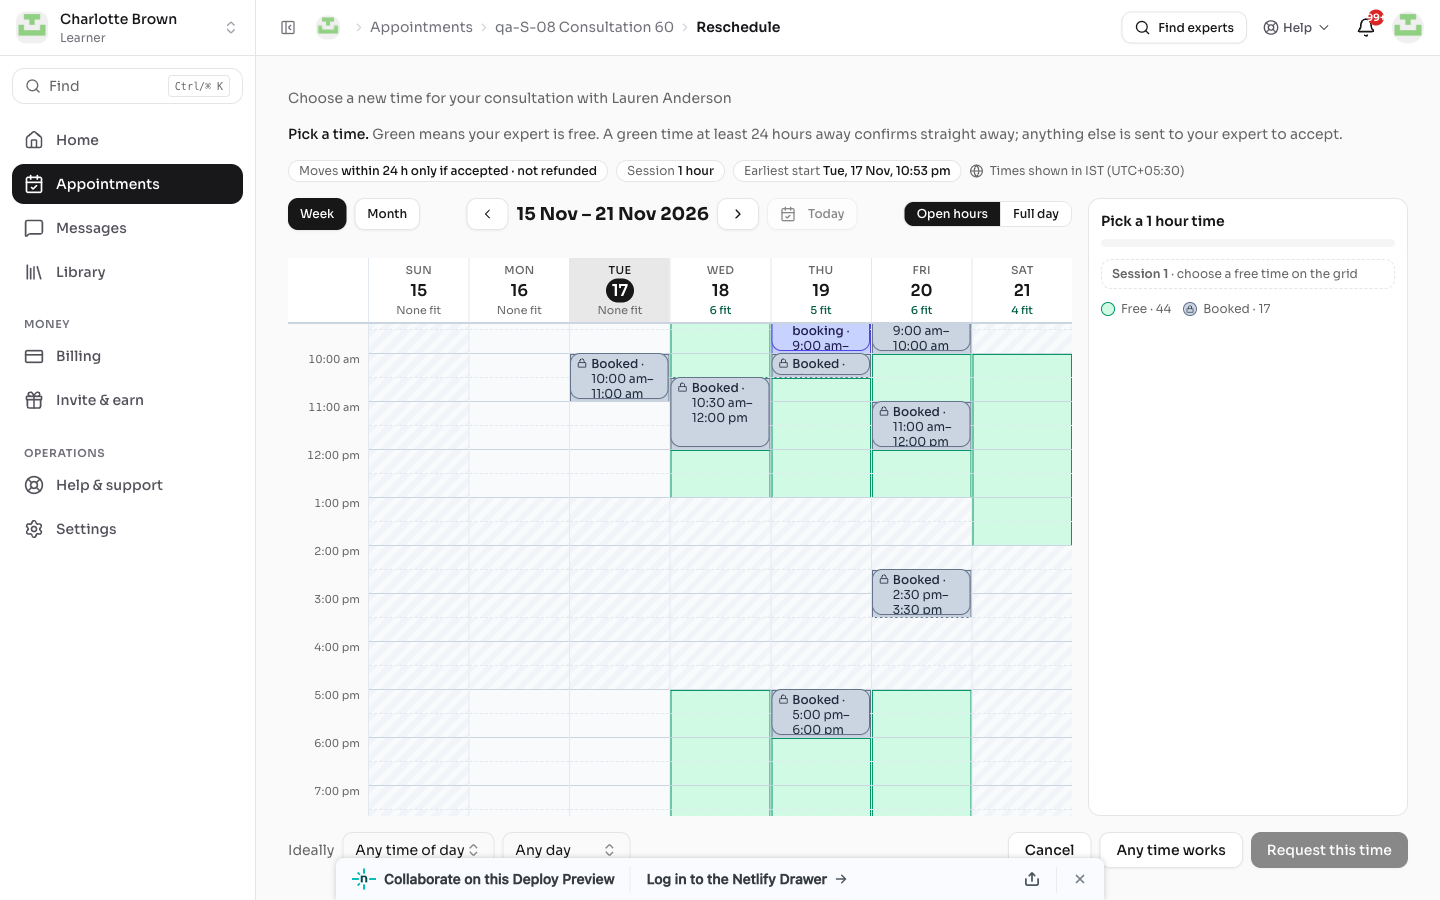 Charlotte Brown
Learner
Find
Ctrl/⌘ K
Home
Appointments
Messages
Library
MONEY
Billing
Invite & earn
OPERATIONS
Help & support
Settings
Appointments
qa-S-08 Consultation 60
Reschedule
Find experts
Help
99+
Choose a new time for your consultation with Lauren Anderson
Pick a time. Green means your expert is free. A green time at least 24 hours away confirms straight away; anything else is sent to your expert to accept.
Moves within 24 h only if accepted · not refunded
Session 1 hour
Earliest start Tue, 17 Nov, 10:53 pm
Times shown in IST (UTC+05:30)
Week
Month
15 Nov – 21 Nov 2026
Today
Open hours
Full day
SUN
15
None fit
MON
16
None fit
TUE
17
None fit
WED
18
6 fit
THU
19
5 fit
FRI
20
6 fit
SAT
21
4 fit
10:00 am
11:00 am
12:00 pm
1:00 pm
2:00 pm
3:00 pm
4:00 pm
5:00 pm
6:00 pm
7:00 pm
Booked ·
10:00 am–
11:00 am
Booked ·
10:30 am–
12:00 pm
booking ·
9:00 am–
Booked ·
Booked ·
5:00 pm–
6:00 pm
9:00 am–
10:00 am
Booked ·
11:00 am–
12:00 pm
Booked ·
2:30 pm–
3:30 pm
Pick a 1 hour time
Session 1 · choose a free time on the grid
Free · 44
Booked · 17
Ideally
Any time of day
Any day
Cancel
Any time works
Request this time
Collaborate on this Deploy Preview
Log in to the Netlify Drawer →